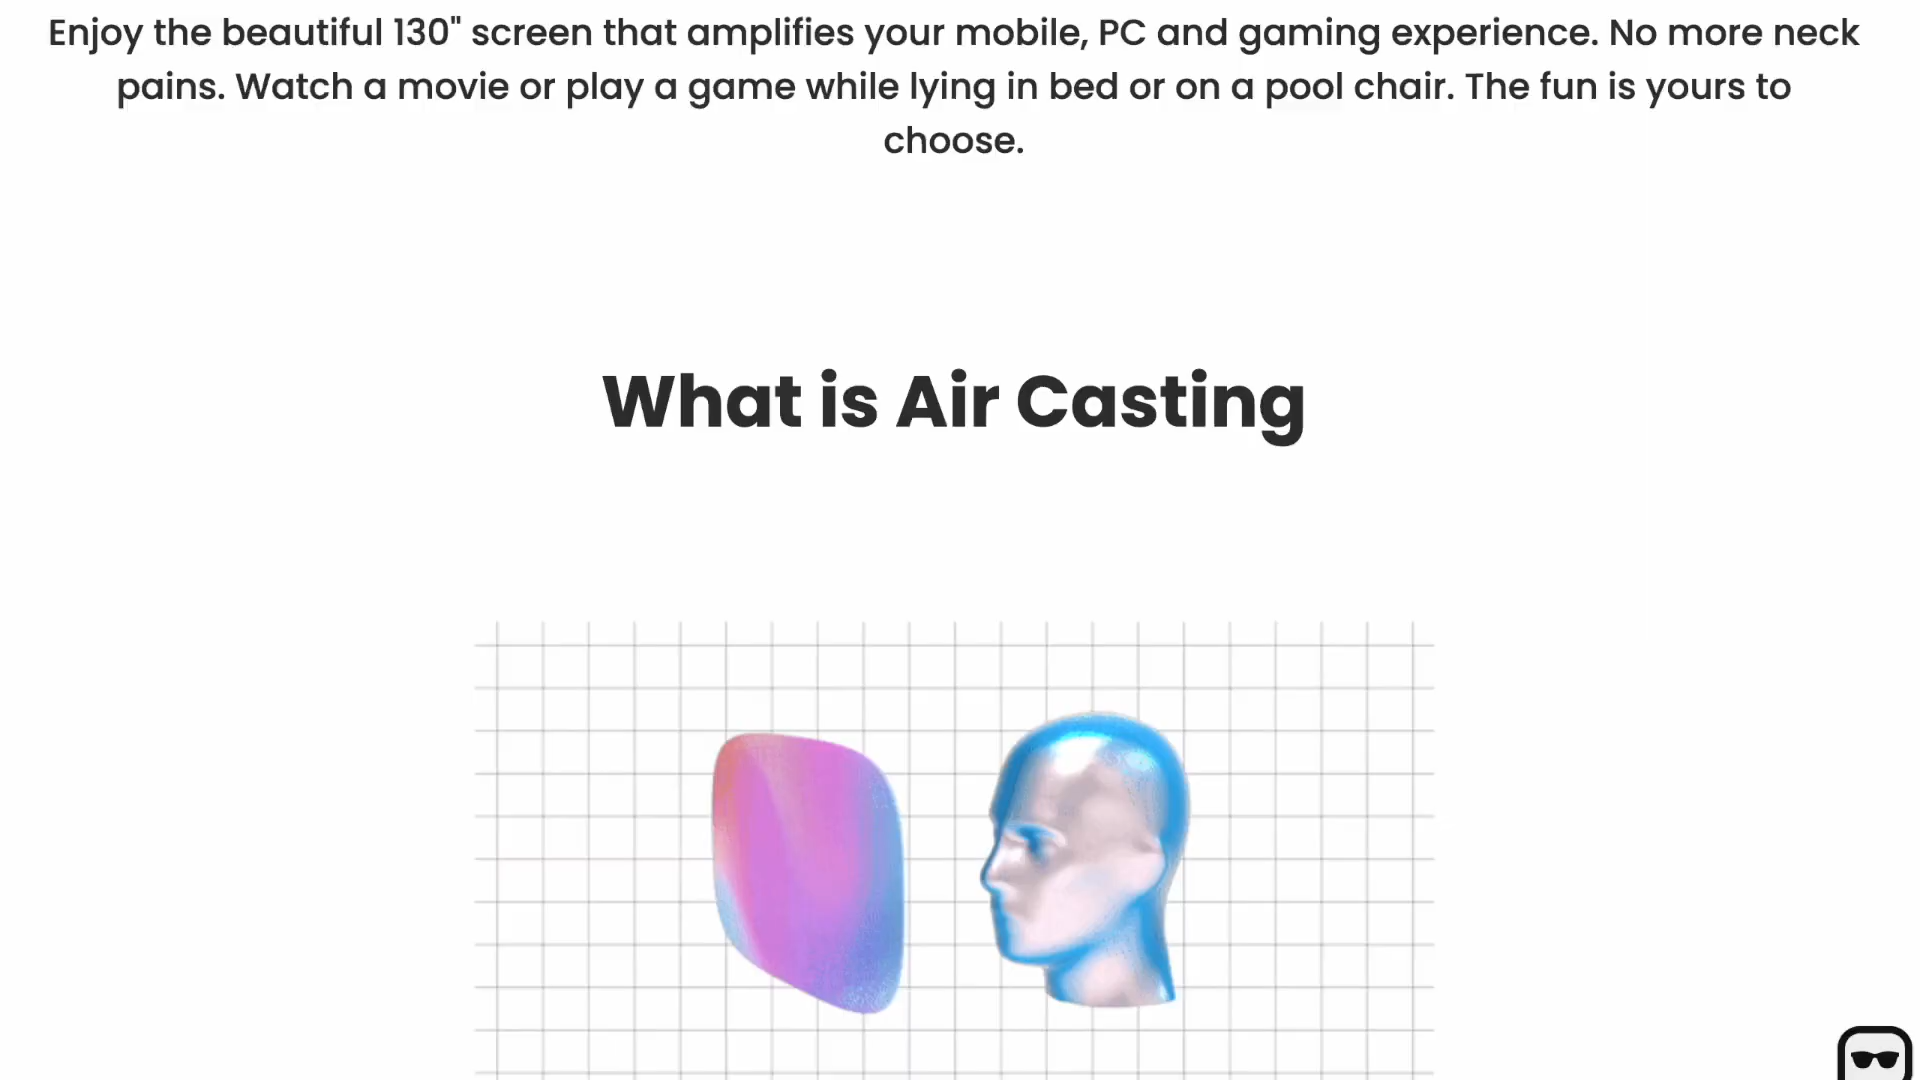 Enjoy the beautiful 130" screen that amplifies your mobile, PC and gaming experience. No more neck
pains. Watch a movie or play a game while lying in bed or on a pool chair. The fun is yours to
choose.
What is Air Casting